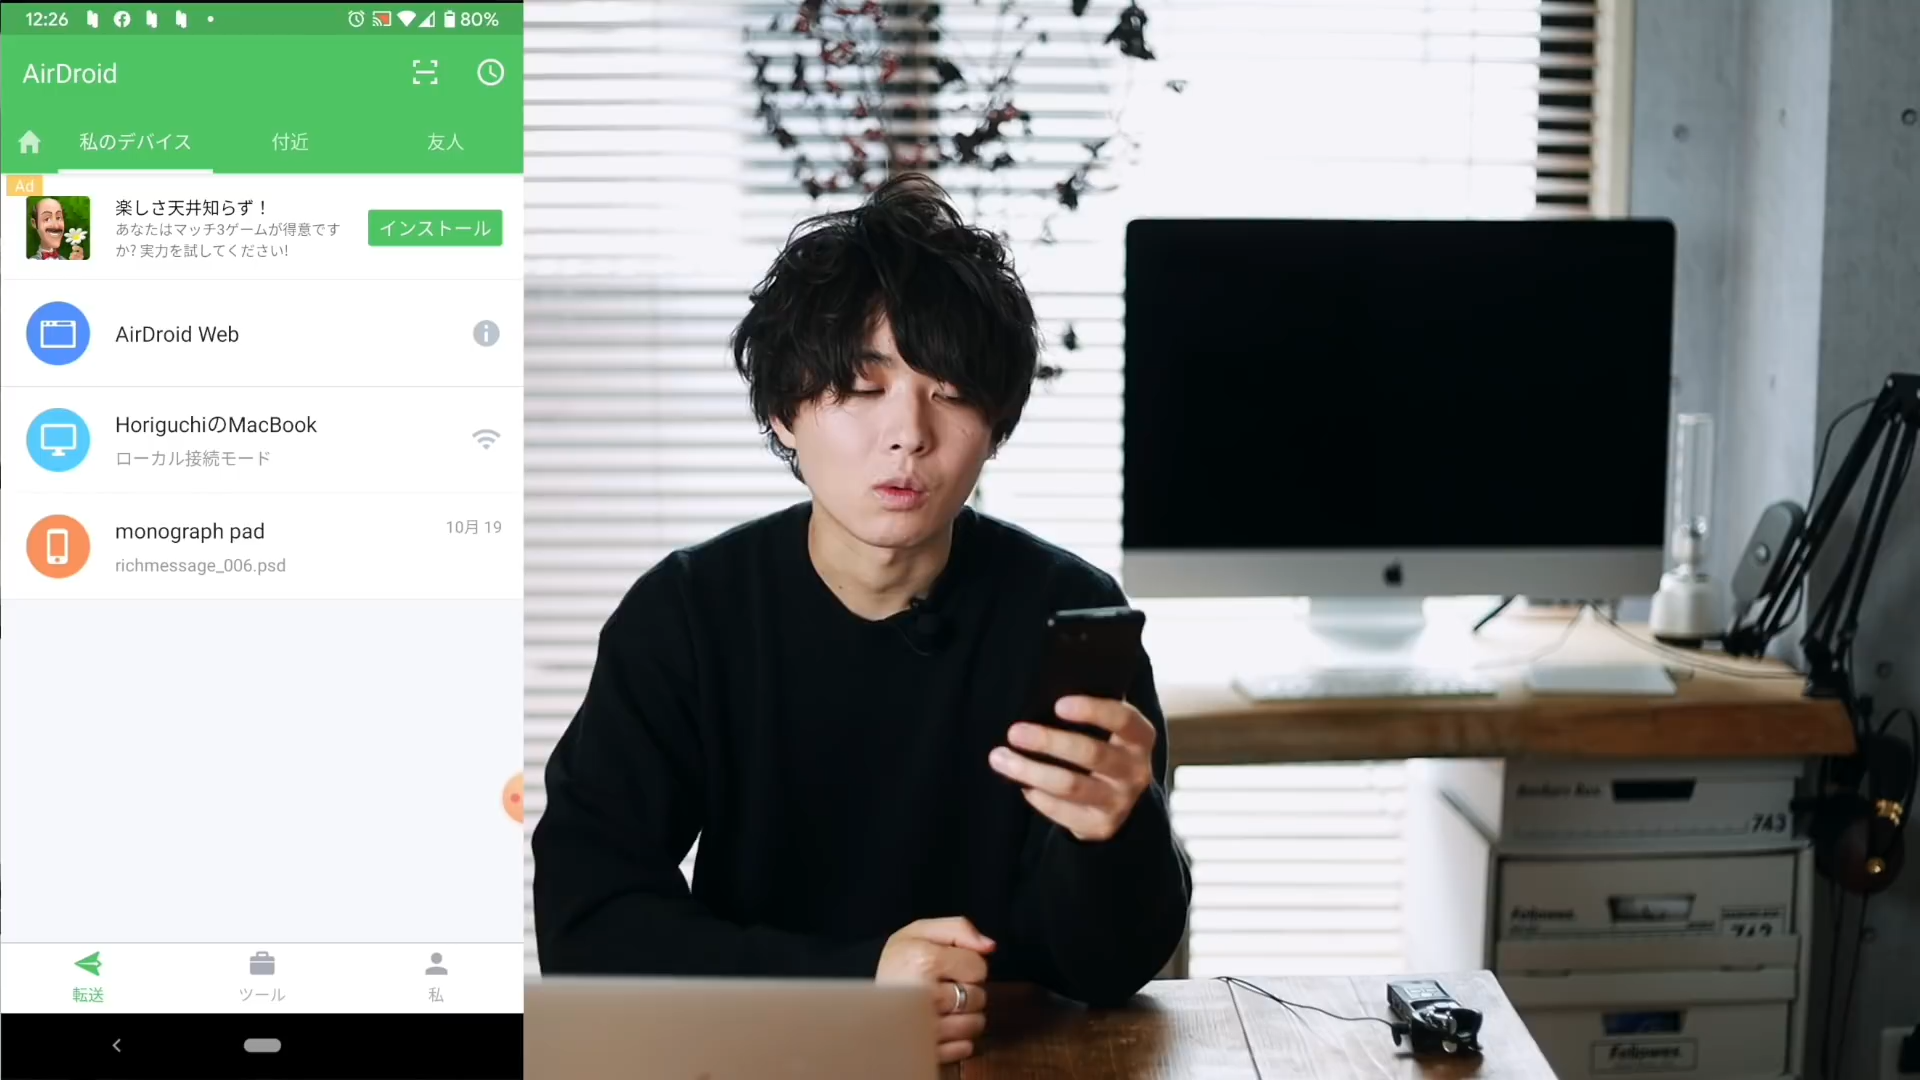 12:26
80%
AirDroid
私のデバイス
付近
友人
Ad
楽しさ天井知らず！
あなたはマッチ3ゲームが得意です
か? 実力を試してください!
インストール
AirDroid Web
HoriguchiのMacBook
ローカル接続モード
monograph pad
10月 19
richmessage_006.psd
転送
ツール
私
743
Fellowes
743
Fellowes